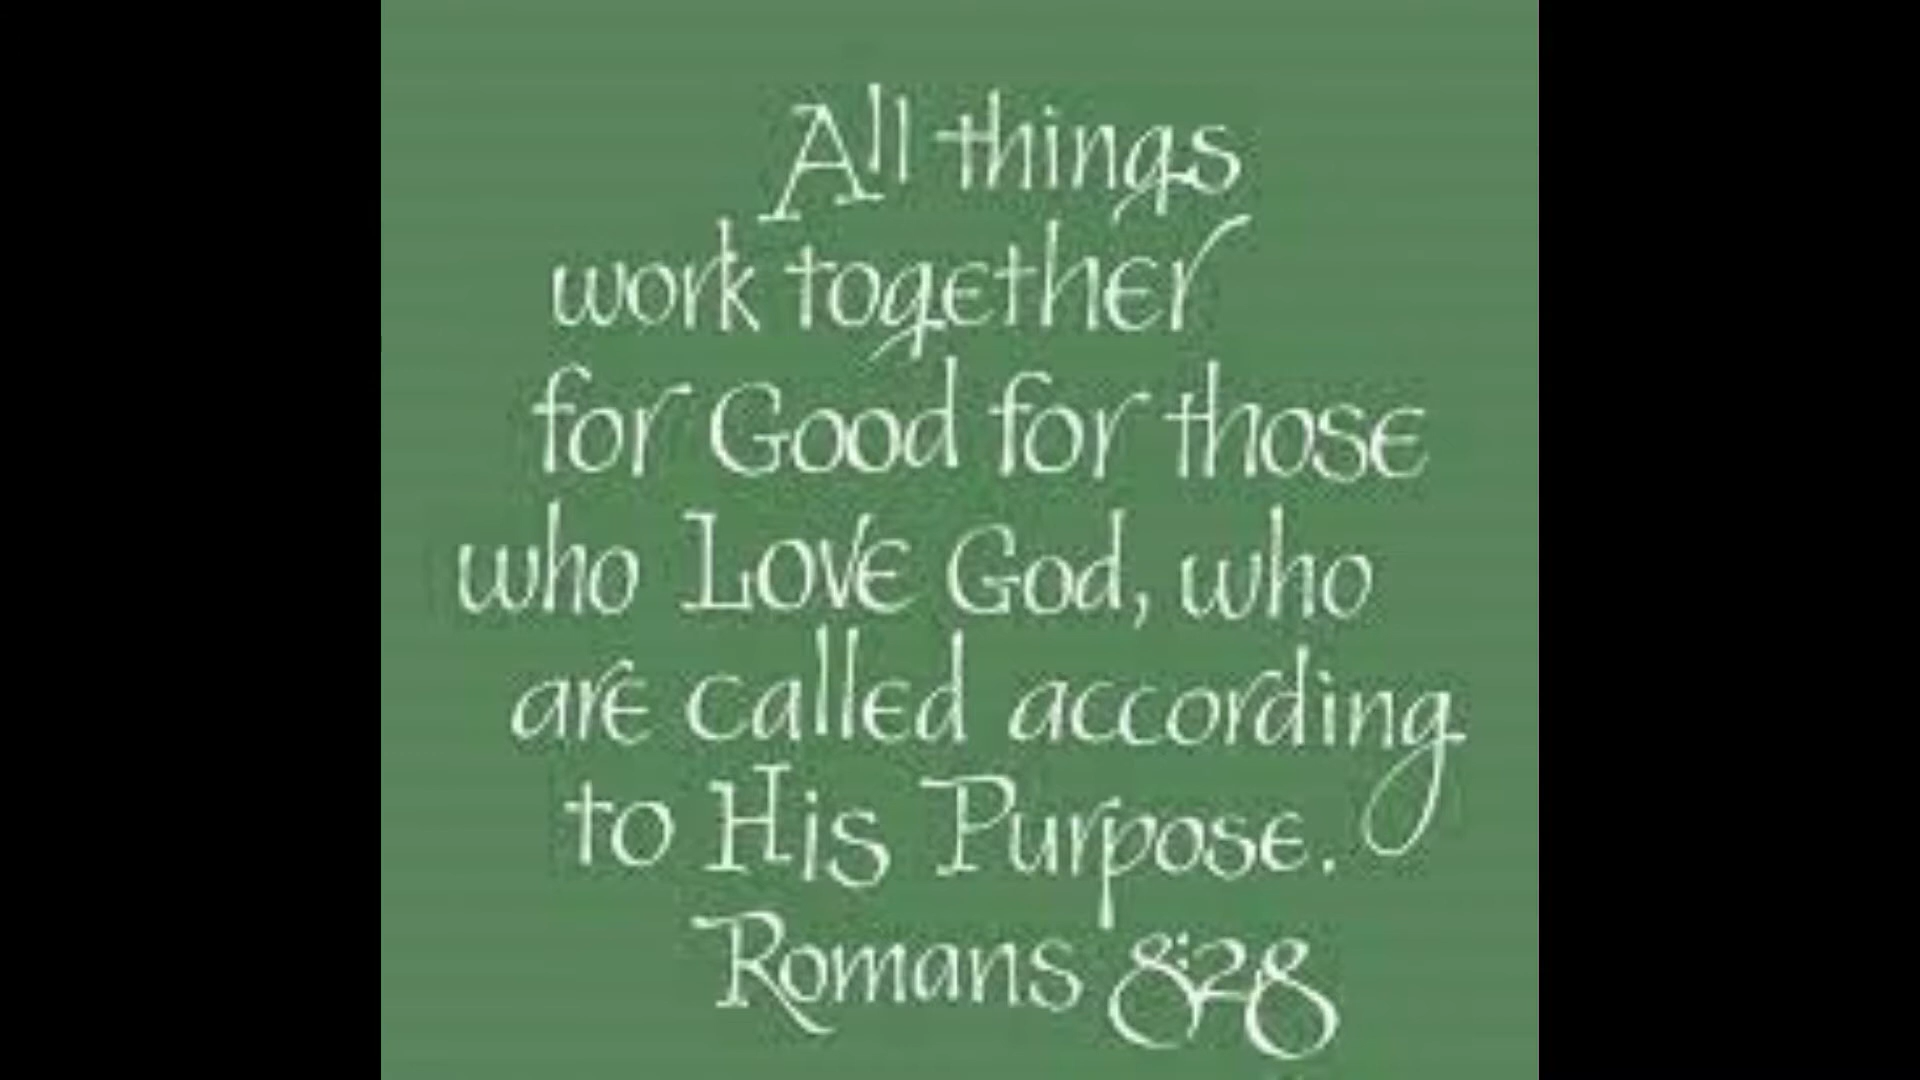 All things
work together
for Good for those
who Love God, who
are called according
to His Purpose.
Romans 8:28